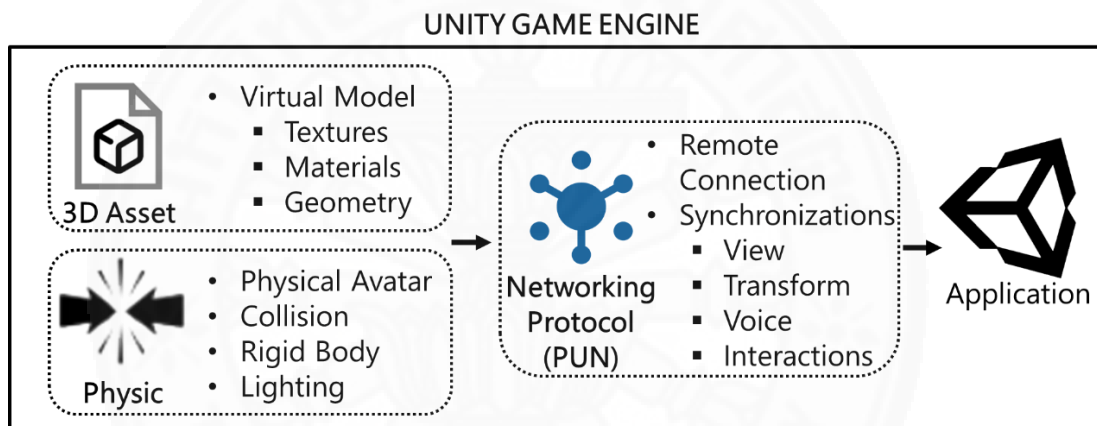 UNITY GAME ENGINE
• Virtual Model
▪ Textures
▪ Materials
▪ Geometry
3D Asset
• Physical Avatar
• Collision
• Rigid Body
• Lighting
Physic
• Remote
Connection
• Synchronizations
▪ View
▪ Transform
▪ Voice
▪ Interactions
Networking
Protocol
(PUN)
Application